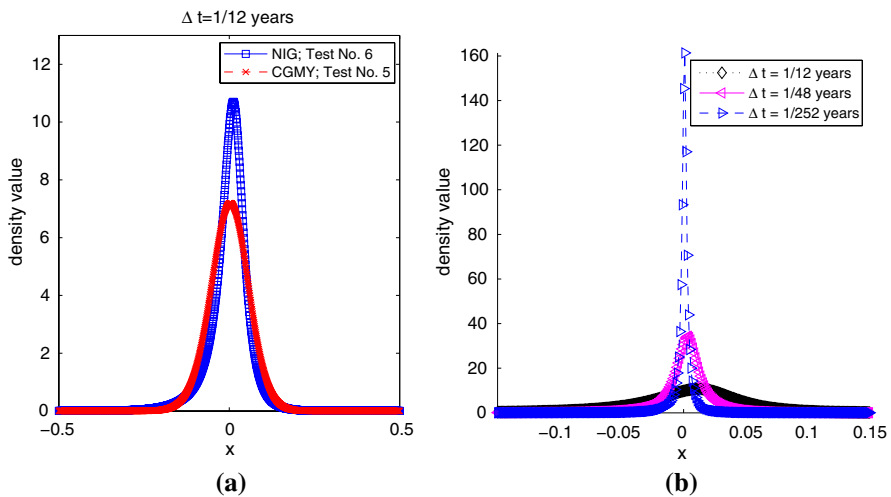 Δ t=1/12 years
NIG; Test No. 6
CGMY; Test No. 5
density value
12
10
8
6
4
2
0
−0.5
0
0.5
x
(a)
Δ t = 1/12 years
Δ t = 1/48 years
Δ t = 1/252 years
density value
160
140
120
100
80
60
40
20
0
−0.1
−0.05
0
0.05
0.1
0.15
x
(b)